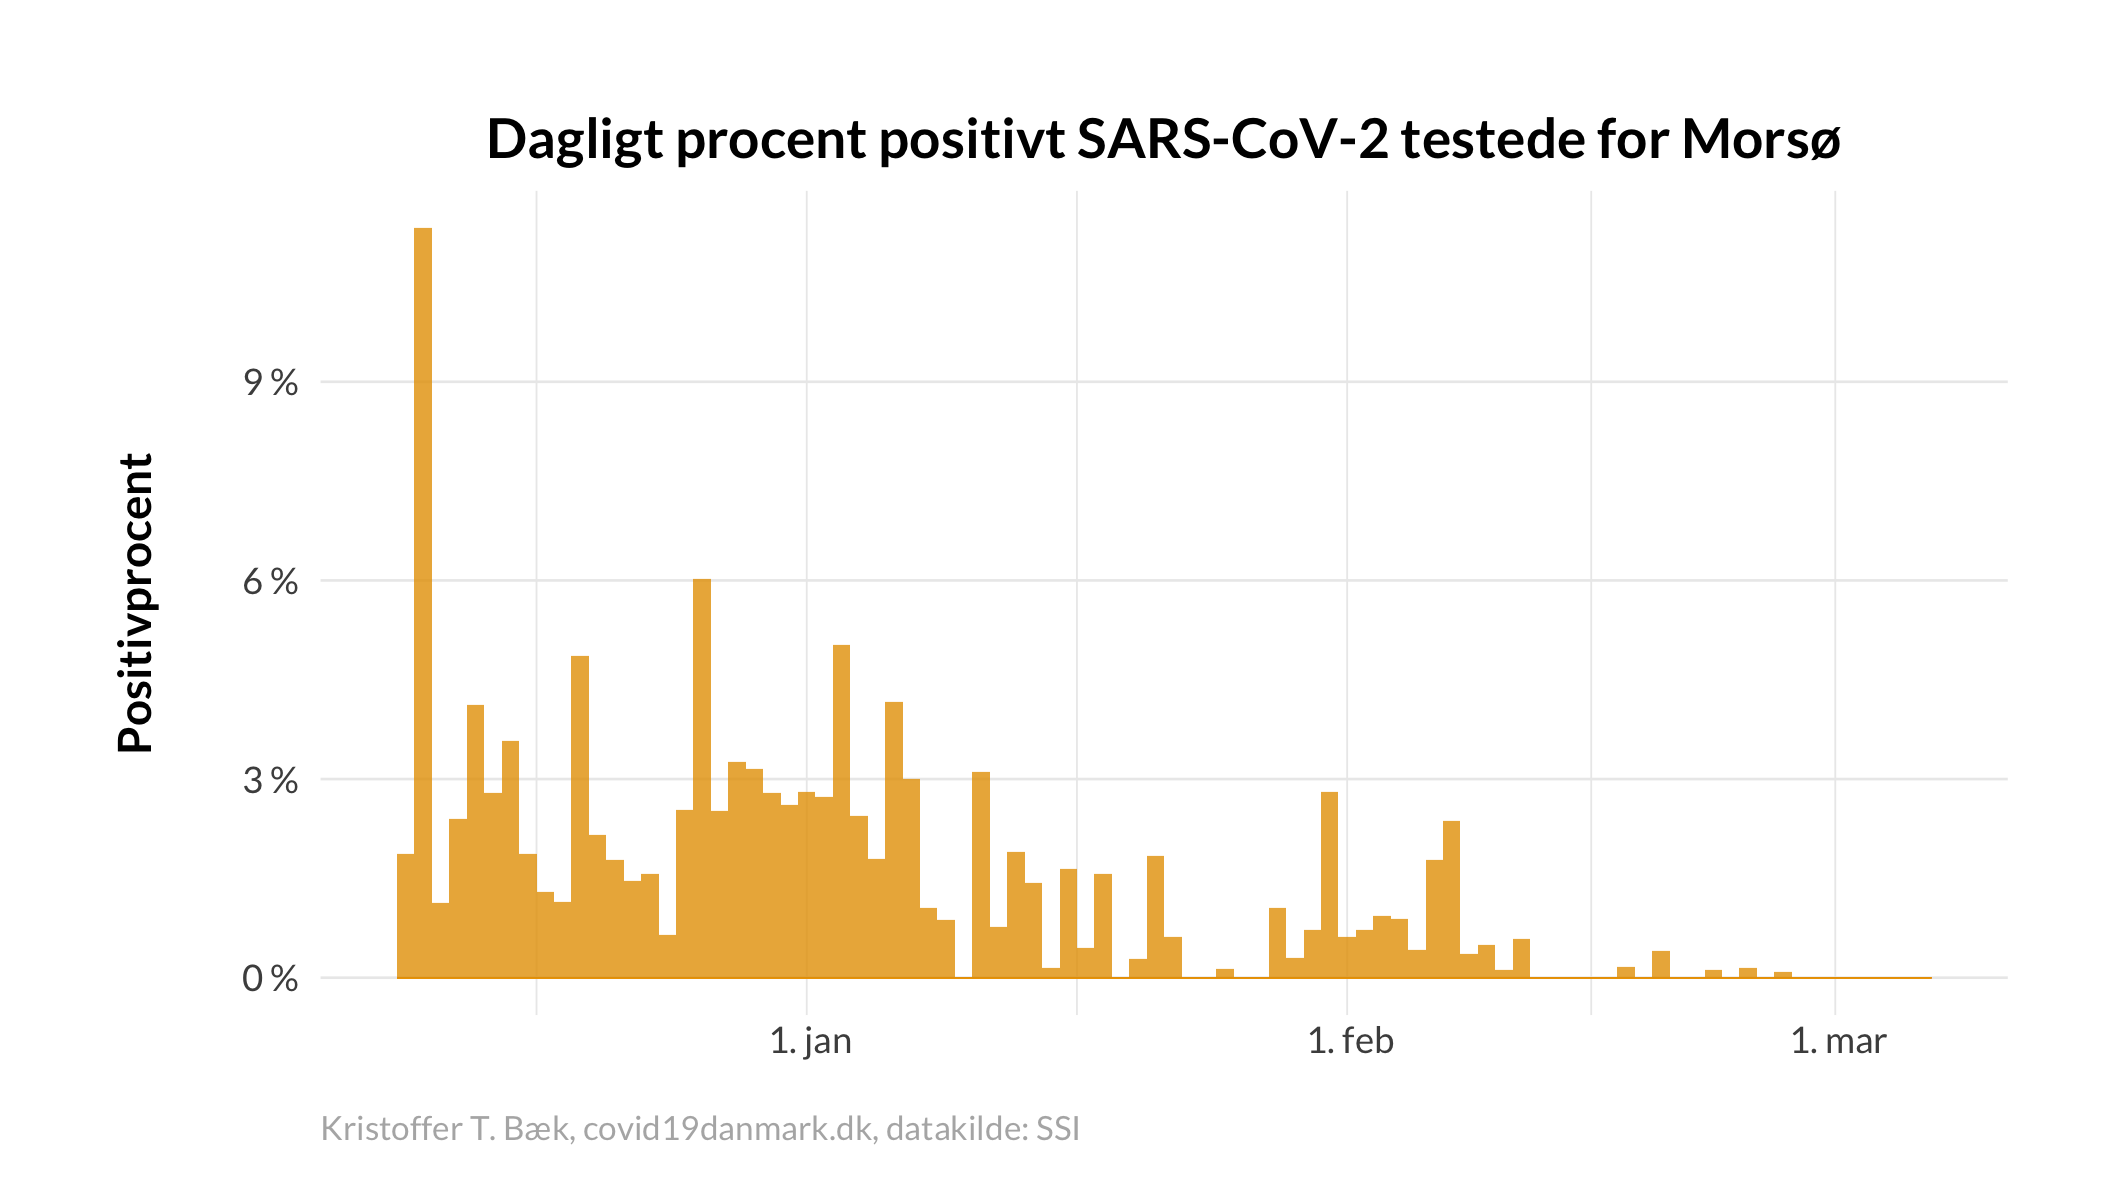 Dagligt procent positivt SARS-CoV-2 testede for Morsø
Positivprocent
9 %
6 %
3 %
0 %
1. jan
1. feb
1. mar
Kristoffer T. Bæk, covid19danmark.dk, datakilde: SSI